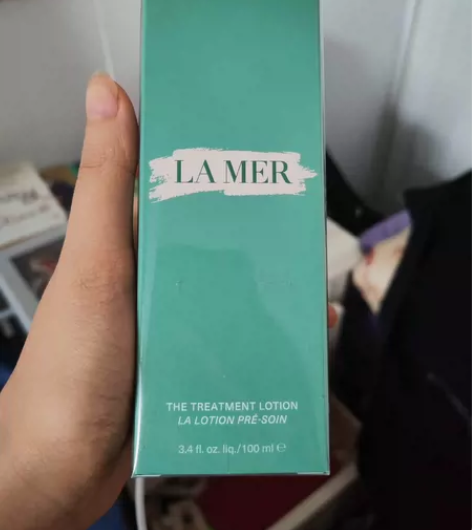 LA MER
THE TREATMENT LOTION
LA LOTION PRÉ-SOIN
3.4 fl. oz. liq./100 ml ℮